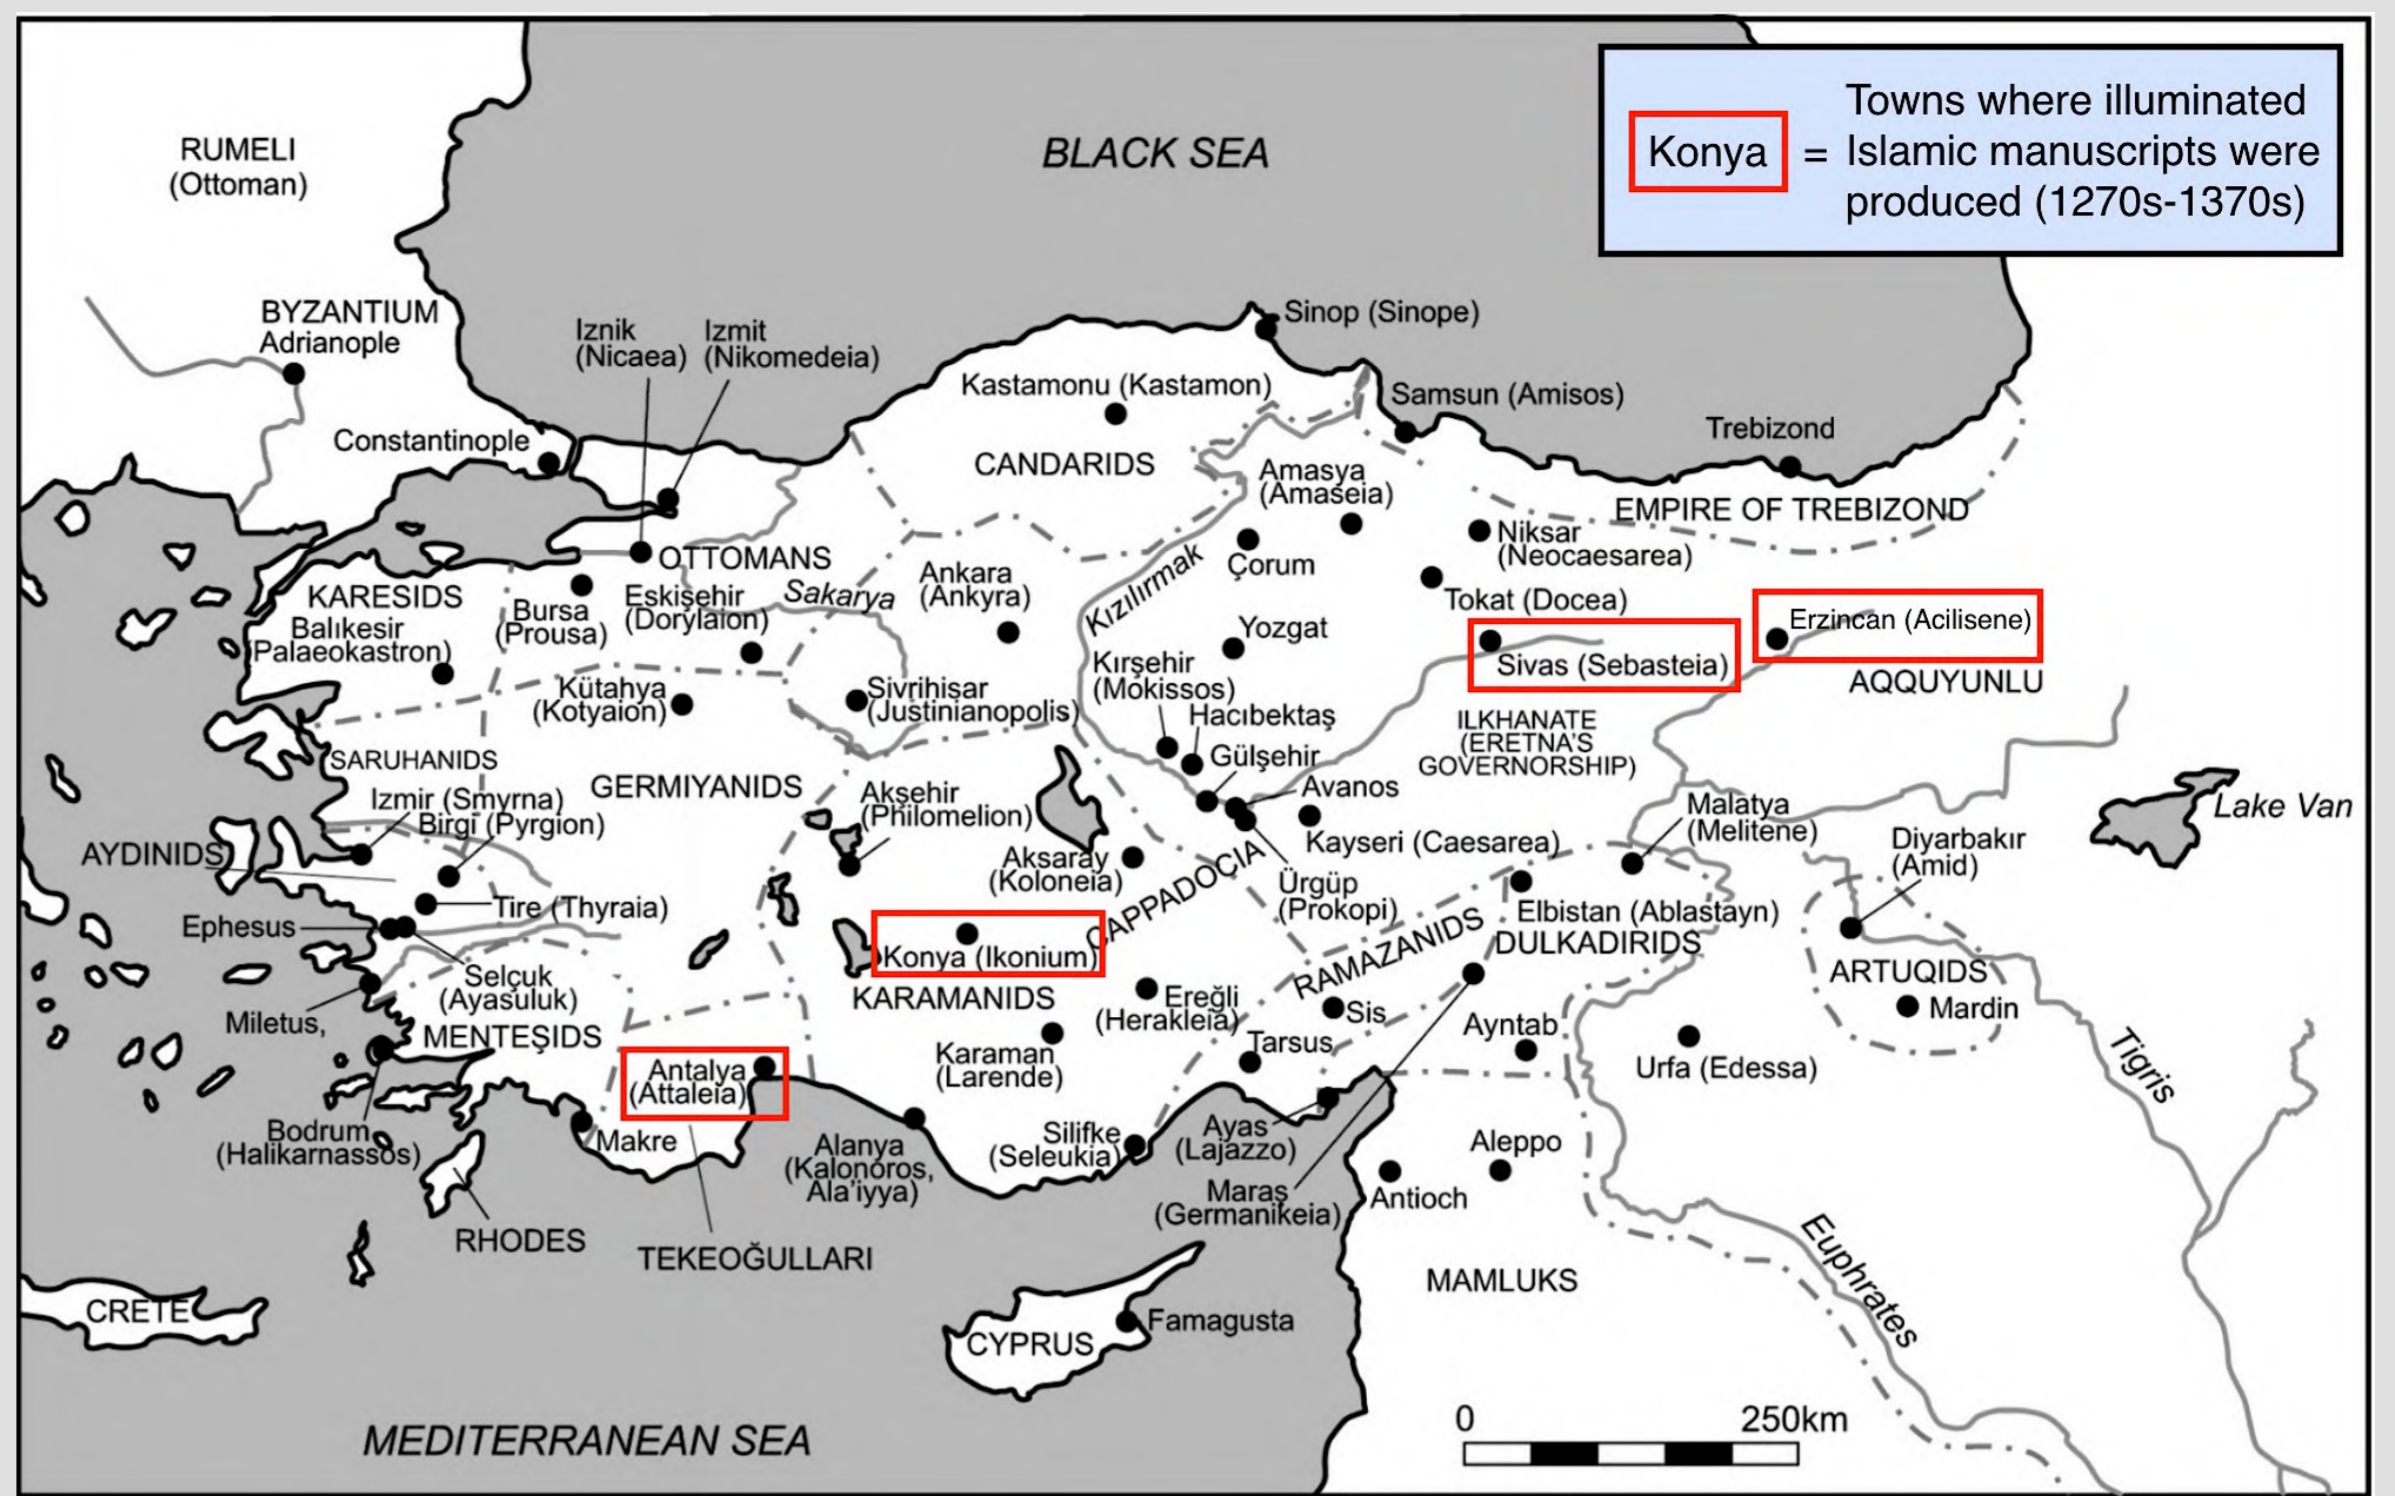 Towns where illuminated
Konya = Islamic manuscripts were
produced (1270s-1370s)
RUMELI
(Ottoman)
BLACK SEA
BYZANTIUM
Adrianople
Constantinople
Iznik
(Nicaea)
Izmit
(Nikomedeia)
Sinop (Sinope)
Kastamonu (Kastamon)
CANDARIDS
Samsun (Amisos)
Trebizond
EMPIRE OF TREBIZOND
Amasya
(Amaseia)
Niksar
(Neocaesarea)
Çorum
Tokat (Docea)
Kızılırmak
OTTOMANS
KARESIDS
Balıkesir
(Palaeokastron)
Bursa
(Prousa)
Eskişehir
(Dorylaion)
Sakarya
Ankara
(Ankyra)
Yozgat
Sivas (Sebasteia)
Erzincan (Acilisene)
AQQUYUNLU
Kırşehir
(Mokissos)
Kütahya
(Kotyaion)
Sivrihisar
(Justinianopolis)
Hacıbektaş
Gülşehir
ILKHANATE
(ERETNA'S
GOVERNORSHIP)
SARUHANIDS
GERMIYANIDS
Izmir (Smyrna)
Birgi (Pyrgion)
Akşehir
(Philomelion)
Avanos
Kayseri (Caesarea)
Malatya
(Melitene)
Lake Van
Diyarbakır
(Amid)
AYDINIDS
Aksaray
(Koloneia)
CAPPADOCIA
Ürgüp
(Prokopi)
Elbistan (Ablastayn)
DULKADIRIDS
Tire (Thyraia)
Ephesus
Konya (Ikonium)
RAMAZANIDS
ARTUQIDS
Mardin
Selçuk
(Ayasuluk)
KARAMANIDS
Ereğli
(Herakleia)
Sis
Miletus,
MENTEŞIDS
Ayntab
Tarsus
Urfa (Edessa)
Karaman
(Larende)
Antalya
(Attaleia)
Tigris
Bodrum
(Halikarnassos)
Makre
Alanya
(Kalonoros,
Ala'iyya)
Silifke
(Seleukia)
Ayas
(Lajazzo)
Aleppo
Antioch
Maraş
(Germanikeia)
RHODES
TEKEOĞULLARI
MAMLUKS
Euphrates
CRETE
CYPRUS
Famagusta
MEDITERRANEAN SEA
0 250km